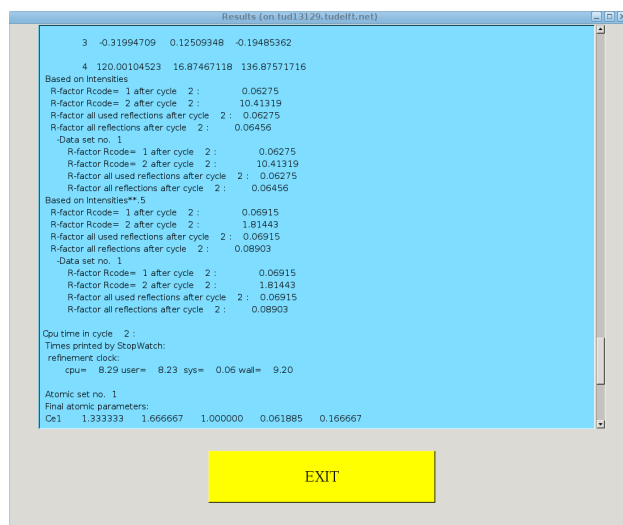 Results (on tud13129.tudelft.net)
3 -0.31994709 0.12509348 -0.19485362
4 120.00104523 16.87467118 136.87571716
Based on Intensities
R-factor Rcode= 1 after cycle 2 : 0.06275
R-factor Rcode= 2 after cycle 2 : 10.41319
R-factor all used reflections after cycle 2 : 0.06275
R-factor all reflections after cycle 2 : 0.06456
-Data set no. 1
R-factor Rcode= 1 after cycle 2 : 0.06275
R-factor Rcode= 2 after cycle 2 : 10.41319
R-factor all used reflections after cycle 2 : 0.06275
R-factor all reflections after cycle 2 : 0.06456
Based on Intensities**.5
R-factor Rcode= 1 after cycle 2 : 0.06915
R-factor Rcode= 2 after cycle 2 : 1.81443
R-factor all used reflections after cycle 2 : 0.06915
R-factor all reflections after cycle 2 : 0.08903
-Data set no. 1
R-factor Rcode= 1 after cycle 2 : 0.06915
R-factor Rcode= 2 after cycle 2 : 1.81443
R-factor all used reflections after cycle 2 : 0.06915
R-factor all reflections after cycle 2 : 0.08903
Cpu time in cycle 2 :
Times printed by StopWatch:
refinement clock:
cpu= 8.29 user= 8.23 sys= 0.06 wall= 9.20
Atomic set no. 1
Final atomic parameters:
Ce1 1.333333 1.666667 1.000000 0.061885 0.166667
EXIT